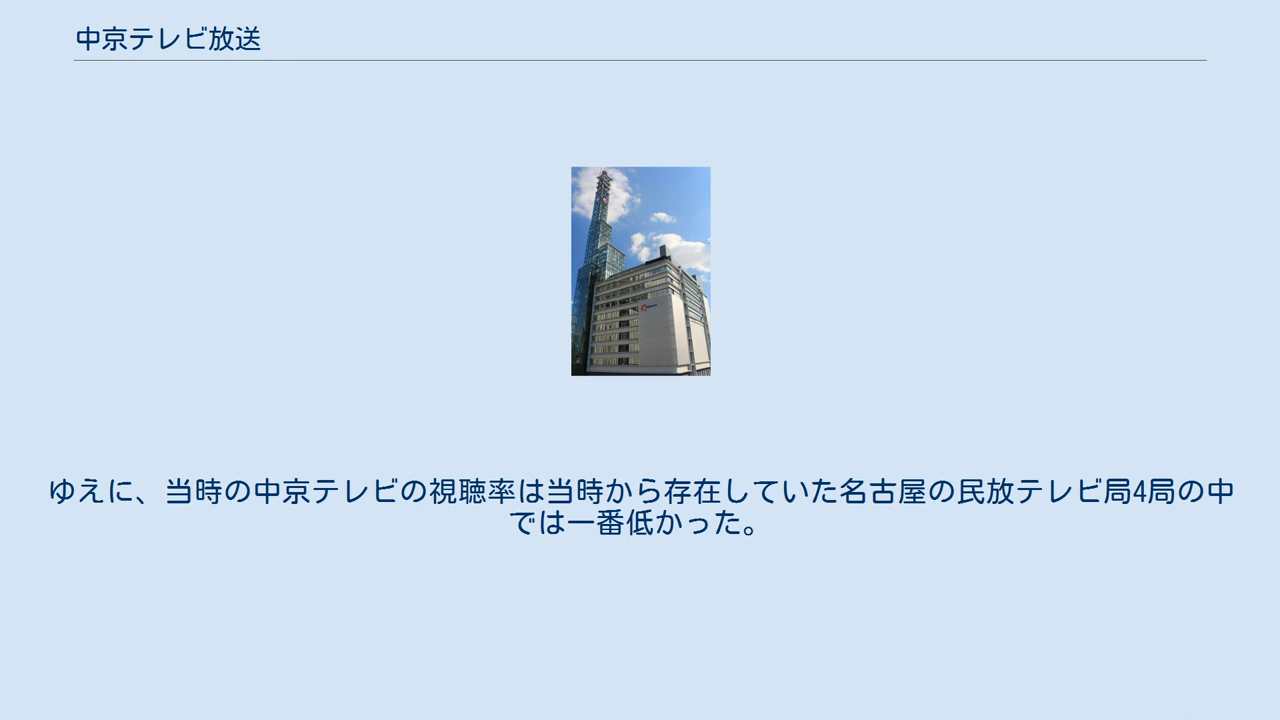 中京テレビ放送
ゆえに、当時の中京テレビの視聴率は当時から存在していた名古屋の民放テレビ局4局の中
では一番低かった。